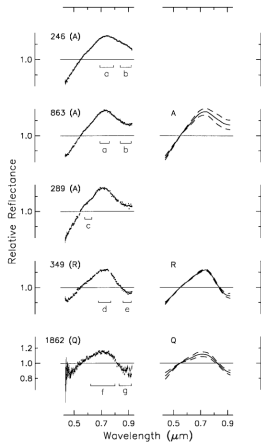 246 (A)
1.0
a b
863 (A) A
1.0
a b
289 (A)
1.0
c
349 (R) R
1.0
d e
1862 (Q) Q
1.2
1.0
0.8
f g
0.5 0.7 0.9 0.5 0.7 0.9
Wavelength (μm)
Relative Reflectance